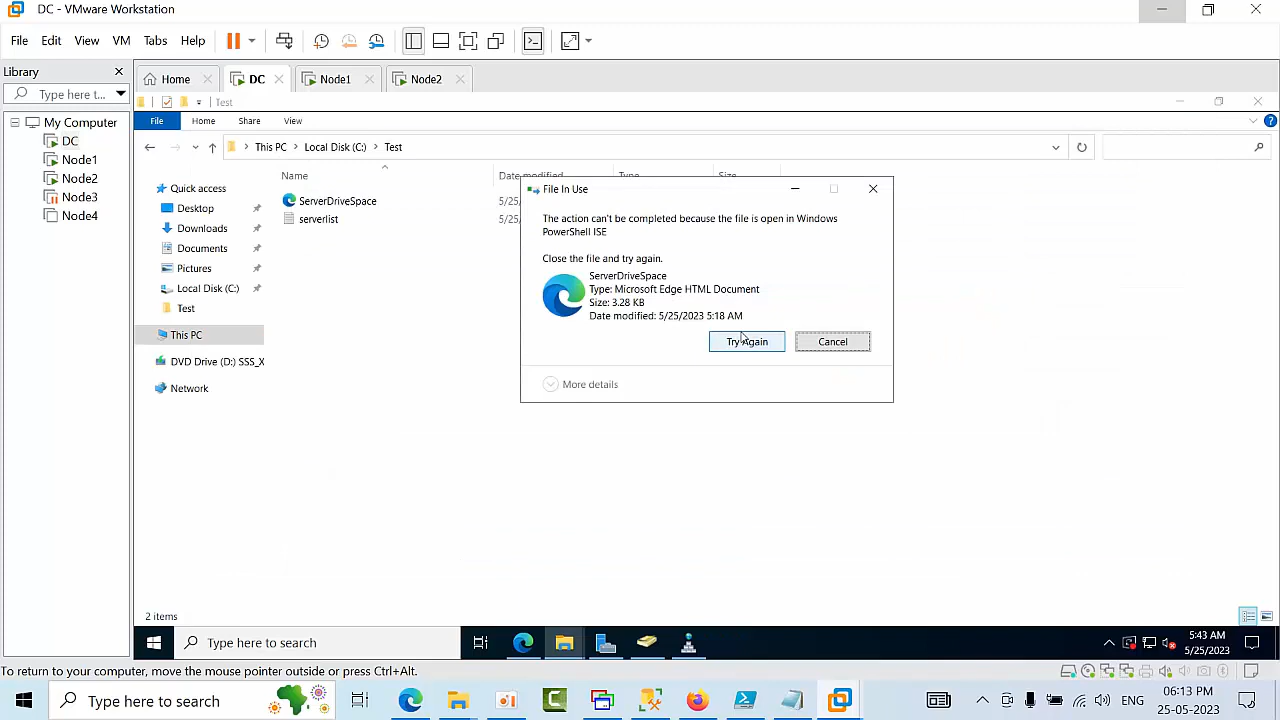 DC - VMware Workstation
File Edit View VM Tabs Help
Library
Type here t...
My Computer
DC
Node1
Node2
Node3
Node4
Home
DC
Node1
Node2
Test
File Home Share View
This PC > Local Disk (C:) > Test
Quick access
Desktop
Downloads
Documents
Pictures
Local Disk (C:)
Test
This PC
DVD Drive (D:) SSS_X
Network
Name
ServerDriveSpace 5/25
serverlist 5/25
File In Use
The action can't be completed because the file is open in Windows
PowerShell ISE
Close the file and try again.
ServerDriveSpace
Type: Microsoft Edge HTML Document
Size: 3.28 KB
Date modified: 5/25/2023 5:18 AM
Try Again Cancel
More details
2 items
Type here to search
5:43 AM
5/25/2023
To return to your computer, move the mouse pointer outside or press Ctrl+Alt.
Type here to search
ENG
06:13 PM
25-05-2023